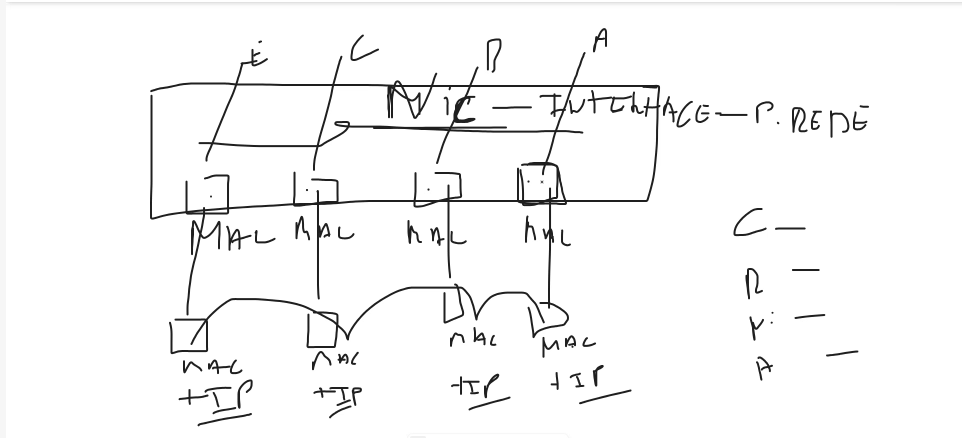 E C R A
NIC — INTERFACE — P. REDE
MAC MAC MAC MAC
C —
R —
N: —
A —
MAC MAC MAC MAC
+IP +IP +IP +IP